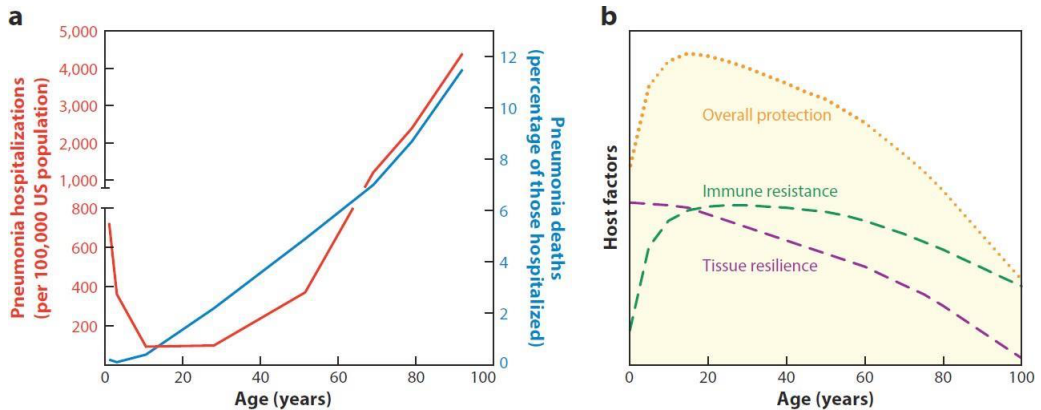 a
Pneumonia hospitalizations
(per 100,000 US population)
5,000
4,000
3,000
2,000
1,000
800
600
400
200
0
20
40
60
80
100
Age (years)
12
10
8
6
4
2
0
Pneumonia deaths
(percentage of those hospitalized)
b
Host factors
Overall protection
Immune resistance
Tissue resilience
0
20
40
60
80
100
Age (years)